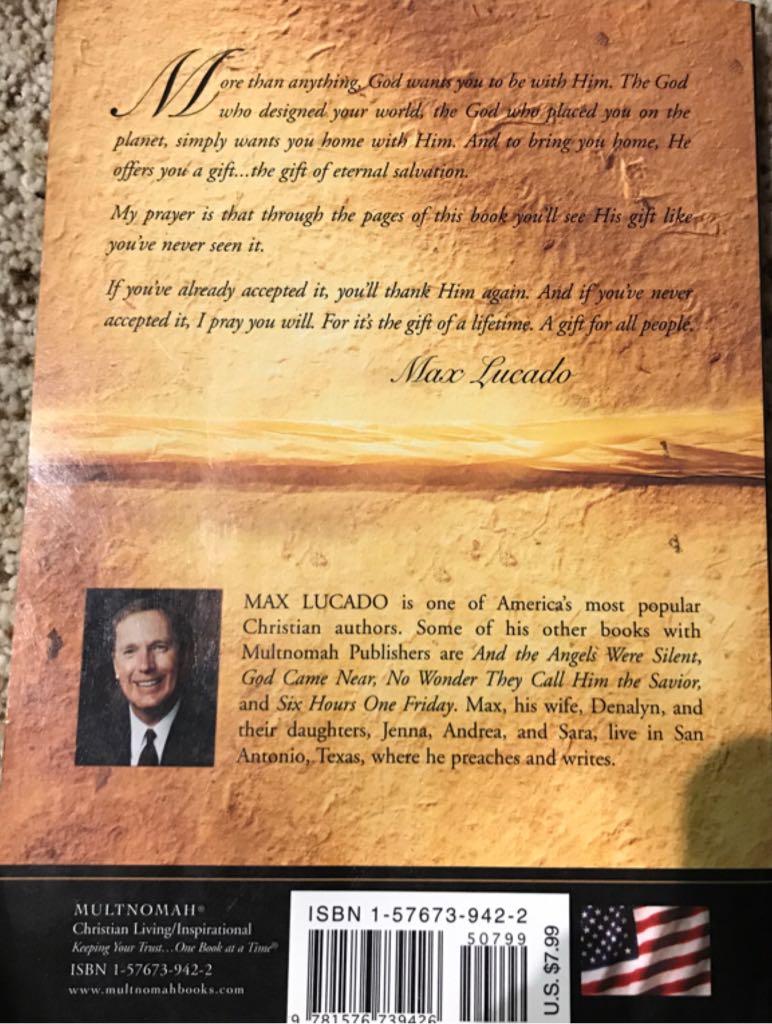 More than anything, God wants you to be with Him. The God
who designed your world, the God who placed you on the
planet, simply wants you home with Him. And to bring you home, He
offers you a gift...the gift of eternal salvation.
My prayer is that through the pages of this book you'll see His gift like
you've never seen it.
If you've already accepted it, you'll thank Him again. And if you've never
accepted it, I pray you will. For it's the gift of a lifetime. A gift for all people.
Max Lucado
MAX LUCADO is one of America's most popular
Christian authors. Some of his other books with
Multnomah Publishers are And the Angels Were Silent,
God Came Near, No Wonder They Call Him the Savior,
and Six Hours One Friday. Max, his wife, Denalyn, and
their daughters, Jenna, Andrea, and Sara, live in San
Antonio, Texas, where he preaches and writes.
MULTNOMAH®
Christian Living/Inspirational
Keeping Your Trust...One Book at a Time®
ISBN 1-57673-942-2
www.multnomahbooks.com
ISBN 1-57673-942-2
50799
9 781576 739426
U.S. $7.99